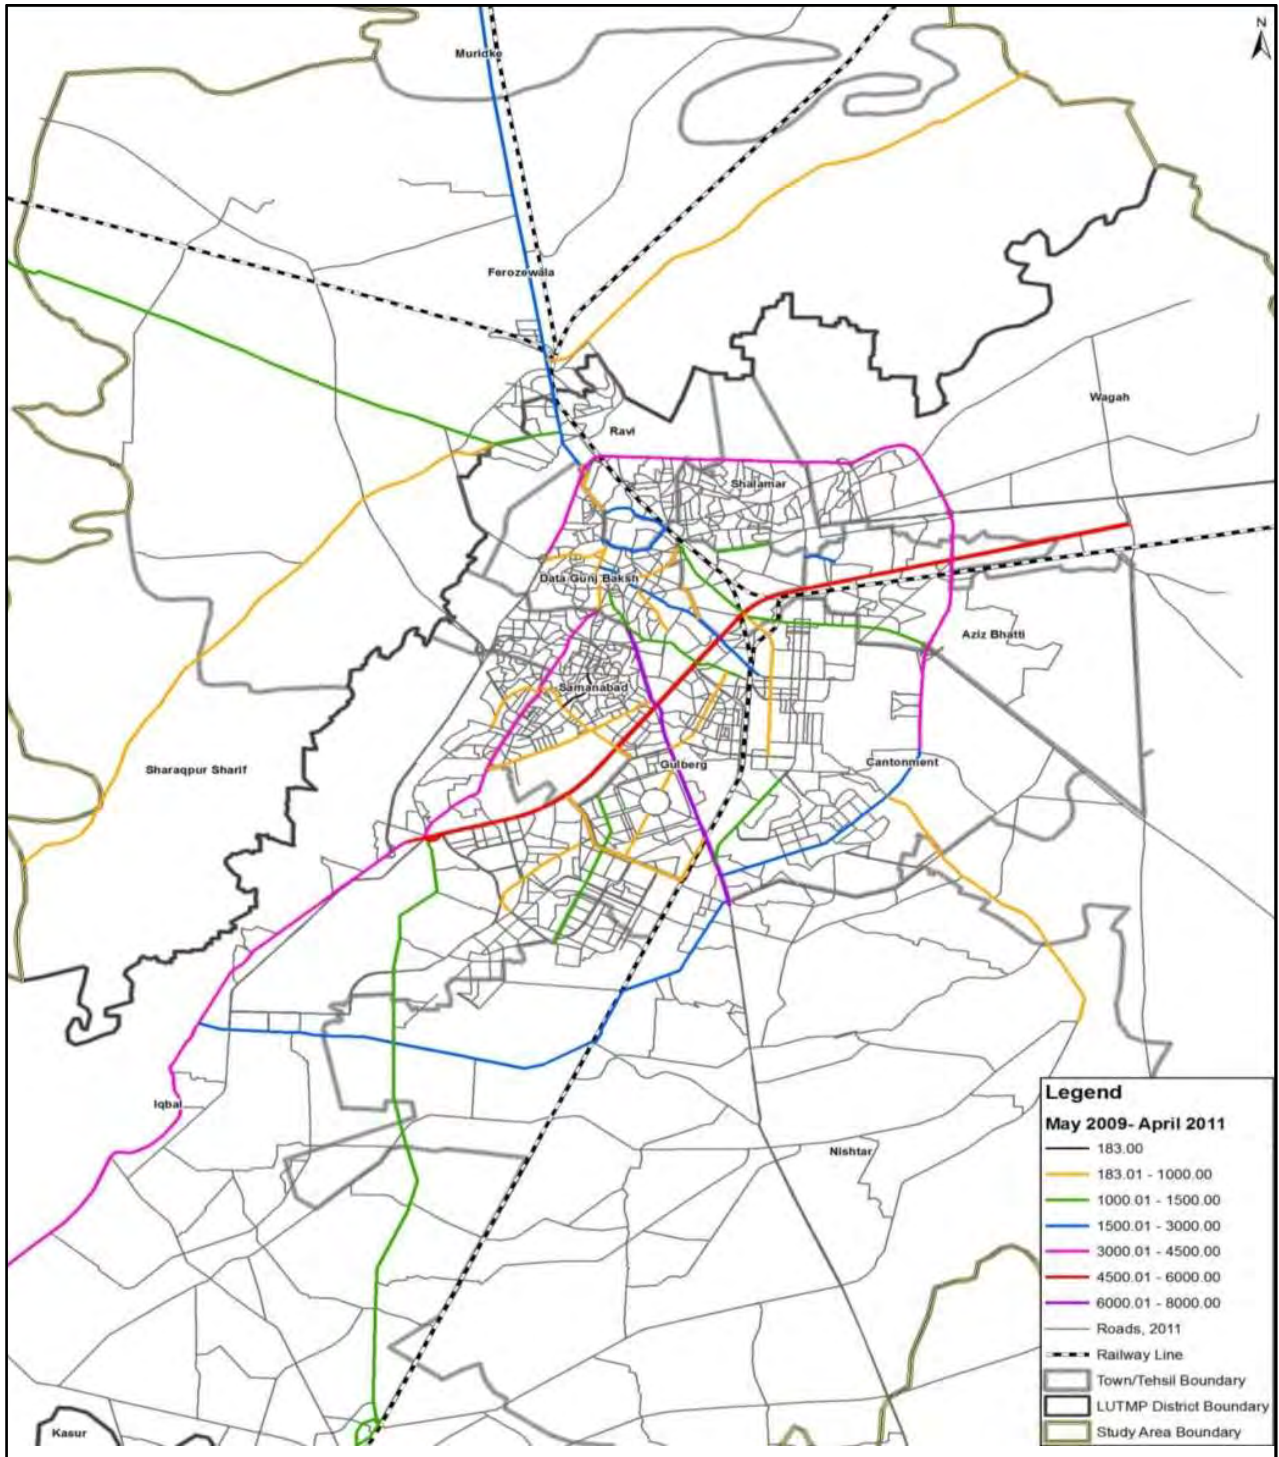 N
Muridke
Ferozewala
Wagah
Ravi
Shalamar
Data Gunj Baksh
Aziz Bhatti
Samanabad
Sharaqpur Sharif
Gulberg
Cantonment
Iqbal
Nishtar
Kasur
Legend
May 2009- April 2011
183.00
183.01 - 1000.00
1000.01 - 1500.00
1500.01 - 3000.00
3000.01 - 4500.00
4500.01 - 6000.00
6000.01 - 8000.00
Roads, 2011
Railway Line
Town/Tehsil Boundary
LUTMP District Boundary
Study Area Boundary